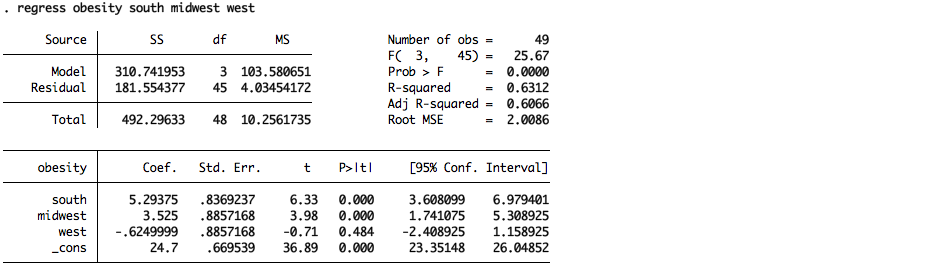 . regress obesity south midwest west
Source SS df MS Number of obs = 49
F( 3, 45) = 25.67
Model 310.741953 3 103.580651 Prob > F = 0.0000
Residual 181.554377 45 4.03454172 R-squared = 0.6312
Adj R-squared = 0.6066
Total 492.29633 48 10.2561735 Root MSE = 2.0086
obesity Coef. Std. Err. t P>|t| [95% Conf. Interval]
south 5.29375 .8369237 6.33 0.000 3.608099 6.979401
midwest 3.525 .8857168 3.98 0.000 1.741075 5.308925
west -.6249999 .8857168 -0.71 0.484 -2.408925 1.158925
_cons 24.7 .669539 36.89 0.000 23.35148 26.04852